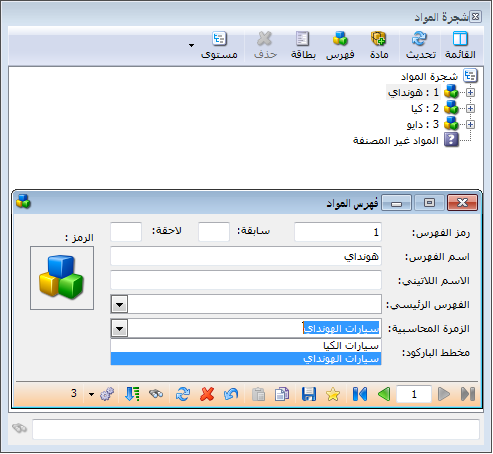 شجرة المواد
القائمة تحديث مادة فهرس بطاقة حذف مستوى
شجرة المواد
1 : هونداي
2 : كيا
3 : دايو
المواد غير المصنفة
فهرس المواد
رمز الفهرس: 1 سابقة: لاحقة: الرمز :
اسم الفهرس: هونداي
الاسم اللاتيني:
الفهرس الرئيسي:
الزمرة المحاسبية: سيارات الهونداي
سيارات الكيا
مخطط الباركود:
سيارات الهونداي
1 3